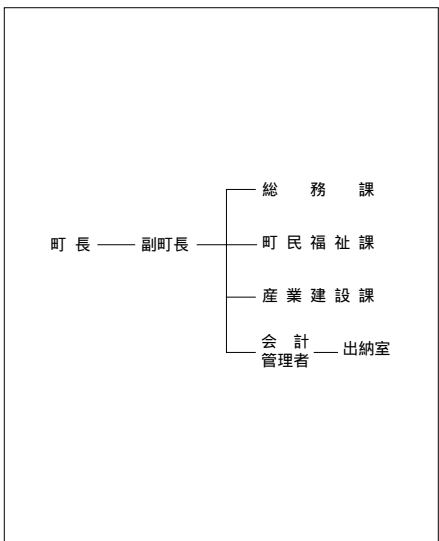 総務課
町長 副町長 町民福祉課
産業建設課
会計
管理者 出納室